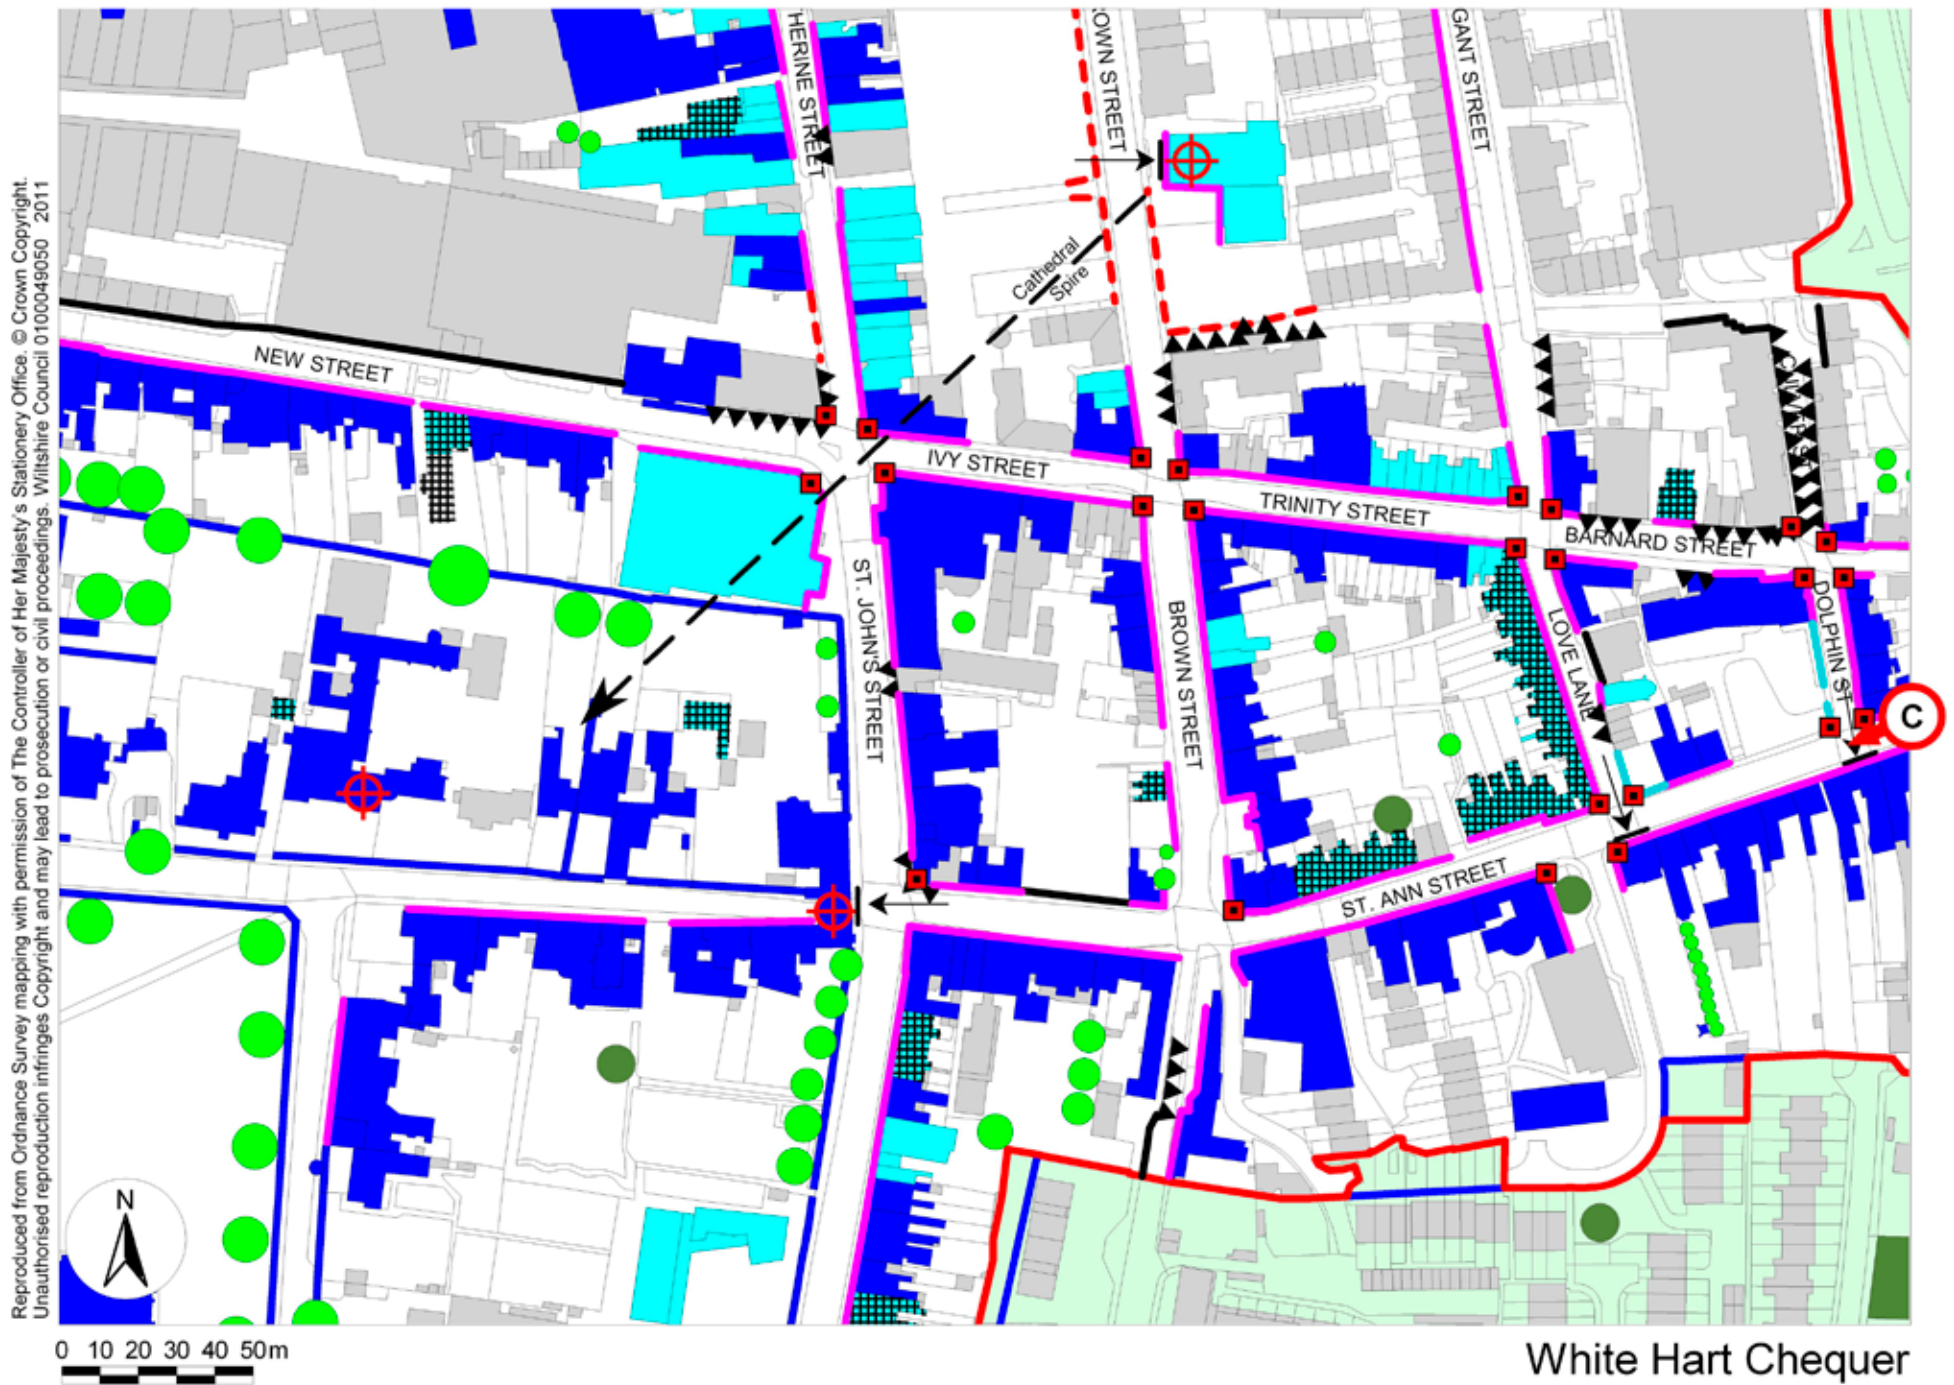 Reproduced from Ordnance Survey mapping with permission of The Controller of Her Majesty's Stationery Office. © Crown Copyright.
Unauthorised reproduction infringes Copyright and may lead to prosecution or civil proceedings. Wiltshire Council 0100049050 2011
HERINE STREET
ROWN STREET
GANT STREET
Cathedral
Spire
NEW STREET
IVY STREET
TRINITY STREET
BARNARD STREET
ST. JOHN'S STREET
BROWN STREET
LOVE LANE
DOLPHIN ST
C
ST. ANN STREET
N
0 10 20 30 40 50m
White Hart Chequer